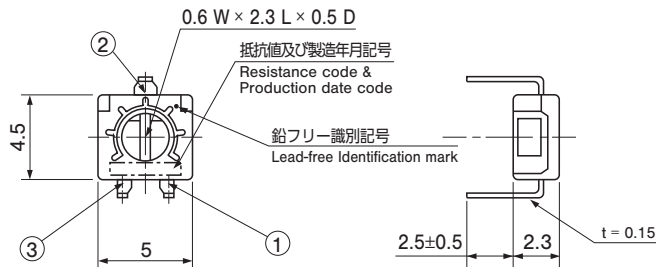 0.6 W × 2.3 L × 0.5 D
②
抵抗値及び製造年月記号
Resistance code &
Production date code
鉛フリー識別記号
Lead-free Identification mark
4.5
③
5
①
2.5±0.5
2.3
t = 0.15